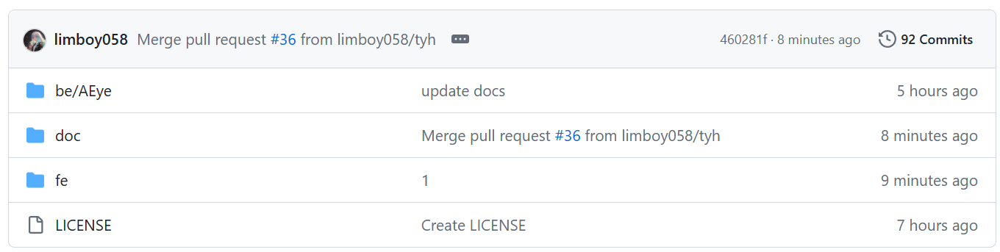 limboy058 Merge pull request #36 from limboy058/tyh 460281f · 8 minutes ago 92 Commits
be/AEye update docs 5 hours ago
doc Merge pull request #36 from limboy058/tyh 8 minutes ago
fe 1 9 minutes ago
LICENSE Create LICENSE 7 hours ago